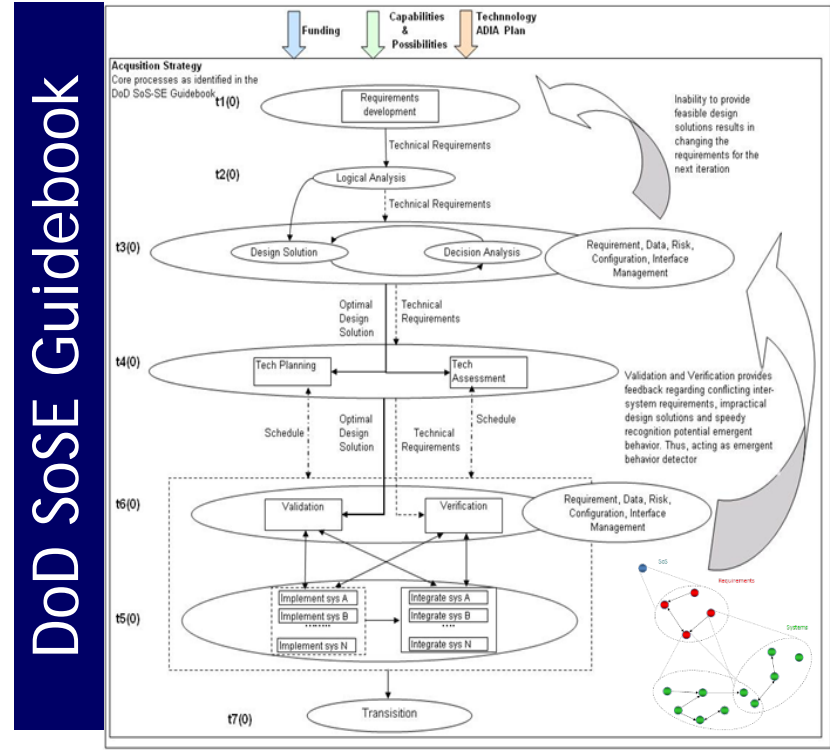 DoD SoSE Guidebook
Funding
Capabilities
&
Possibilities
Technnology
ADIA Plan
Acqusition Strategy
Core processes as identified in the
DoD SoS-SE Guidebook
t1(0)
Requirements
development
Inability to provide
feasible design
solutions results in
changing the
requirements for the
next iteration
Technical Requirements
t2(0)
Logical Analysis
Technical Requirements
t3(0)
Design Solution
Decision Analysis
Requirement, Data, Risk,
Configuration, Interface
Management
Optimal
Design
Solution
Technical
Requirements
t4(0)
Tech Planning
Tech
Assessment
Validation and Verification provides
feedback regarding conflicting inter-
system requirements, impractical
design solutions and speedy
recognition potential emergent
behavior. Thus, acting as emergent
behavior detector
Schedule
Optimal
Design
Solution
Technical
Requirements
Schedule
t6(0)
Validation
Verification
Requirement, Data, Risk,
Configuration, Interface
Management
SoS
Requirements
Systems
t5(0)
Implement sys A
Implement sys B
........
Implement sys N
Integrate sys A
Integrate sys B
....
Integrate sys N
t7(0)
Transisition